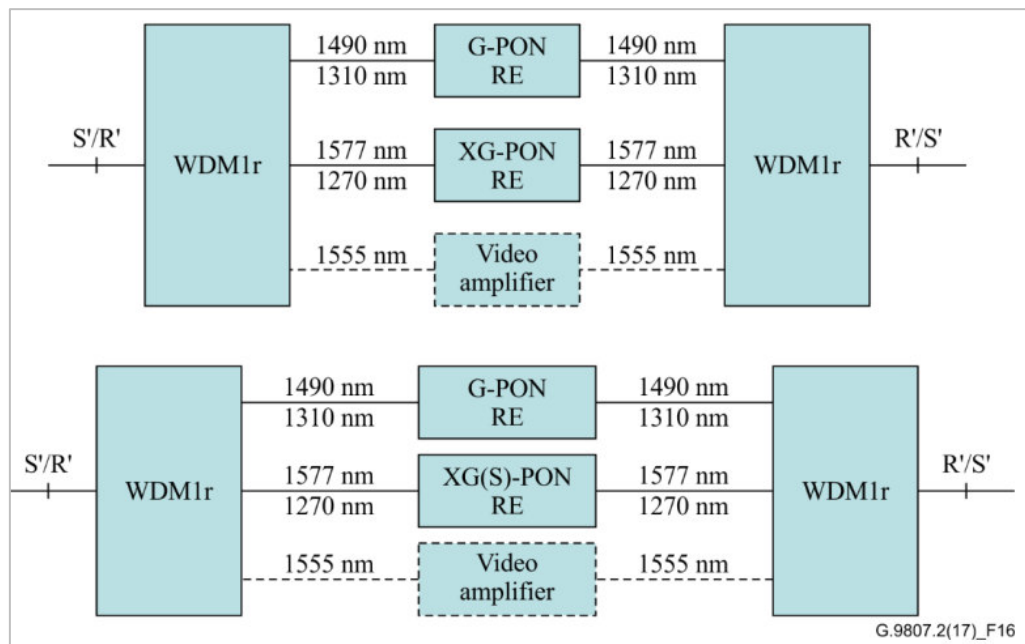 1490 nm
G-PON
1490 nm
1310 nm
RE
1310 nm
S'/R'
WDM1r
1577 nm
XG-PON
1577 nm
WDM1r
R'/S'
1270 nm
RE
1270 nm
1555 nm
Video
1555 nm
amplifier
1490 nm
G-PON
1490 nm
1310 nm
RE
1310 nm
S'/R'
WDM1r
1577 nm
XG(S)-PON
1577 nm
WDM1r
R'/S'
1270 nm
RE
1270 nm
1555 nm
Video
1555 nm
amplifier
G.9807.2(17)_F16